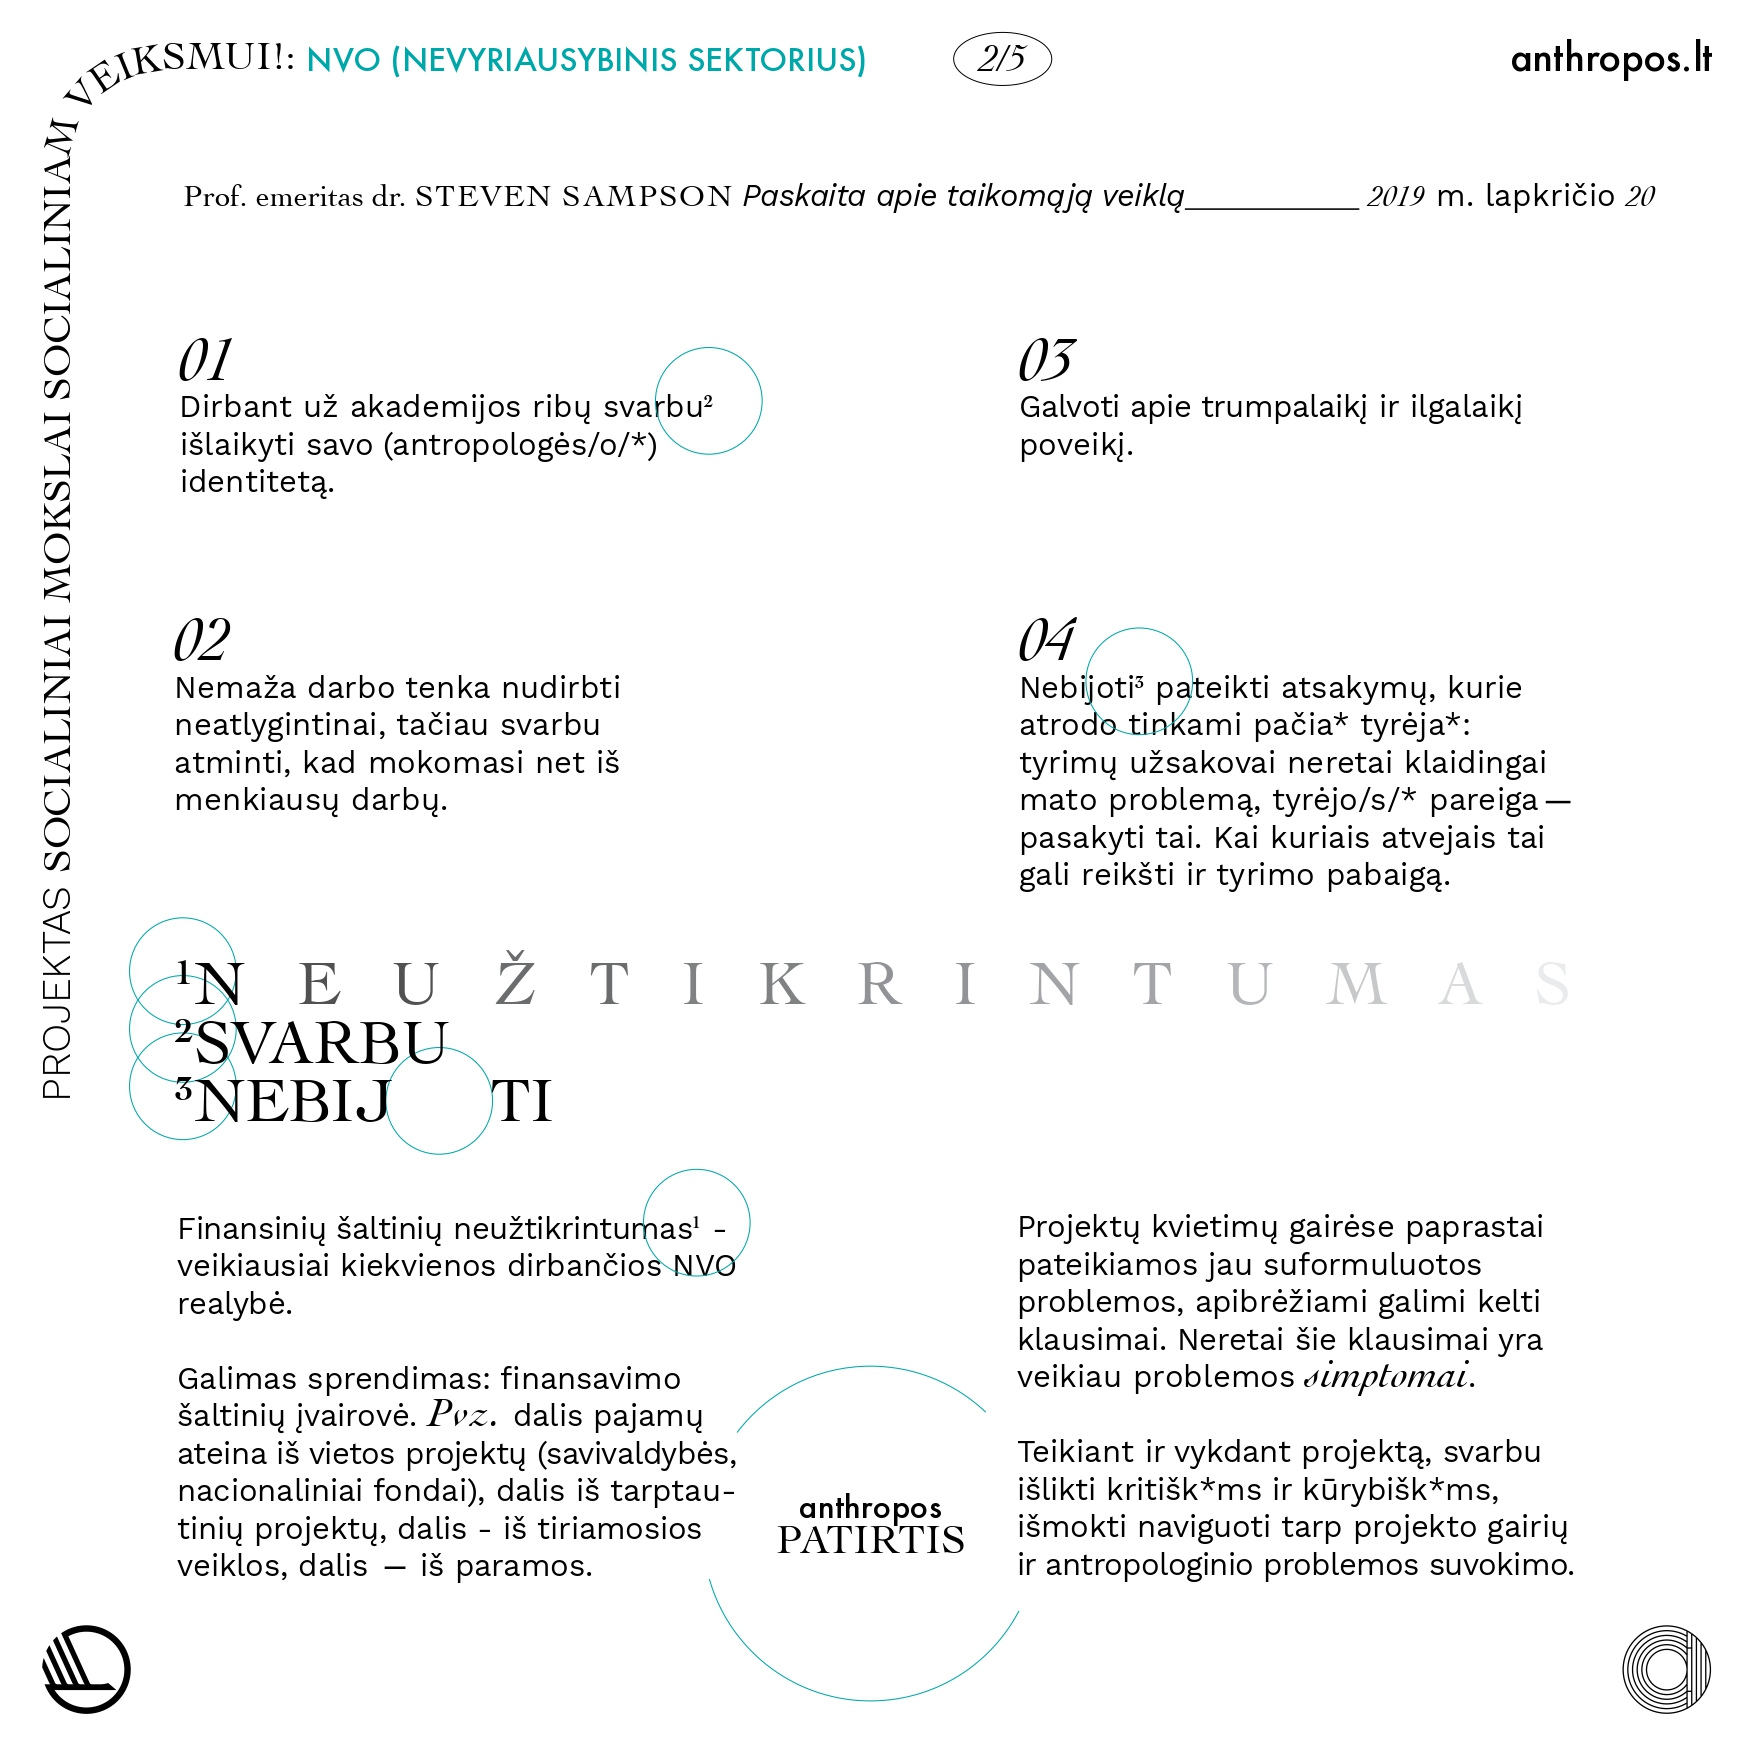 PROJEKTAS SOCIALINIAI MOKSLAI SOCIALINIAM VEIKSMUI!: NVO (NEVYRIAUSYBINIS SEKTORIUS)
2/5
anthropos.lt
Prof. emeritas dr. STEVEN SAMPSON Paskaita apie taikomąją veiklą___________ 2019 m. lapkričio 20
01
Dirbant už akademijos ribų svarbu²
išlaikyti savo (antropologės/o/*)
identitetą.
02
Nemaža darbo tenka nudirbti
neatlygintinai, tačiau svarbu
atminti, kad mokomasi net iš
menkiausų darbų.
03
Galvoti apie trumpalaikį ir ilgalaikį
poveikį.
04
Nebijoti³ pateikti atsakymų, kurie
atrodo tinkami pačia* tyrėja*:
tyrimų užsakovai neretai klaidingai
mato problemą, tyrėjo/s/* pareiga —
pasakyti tai. Kai kuriais atvejais tai
gali reikšti ir tyrimo pabaigą.
¹N E U Ž T I K R I N T U M A S
²SVARBU
³NEBIJ TI
Finansinių šaltinių neužtikrintumas¹ -
veikiausiai kiekvienos dirbančios NVO
realybė.
Galimas sprendimas: finansavimo
šaltinių įvairovė. Pvz. dalis pajamų
ateina iš vietos projektų (savivaldybės,
nacionaliniai fondai), dalis iš tarptau-
tinių projektų, dalis - iš tiriamosios
veiklos, dalis — iš paramos.
anthropos
PATIRTIS
Projektų kvietimų gairėse paprastai
pateikiamos jau suformuluotos
problemos, apibrėžiami galimi kelti
klausimai. Neretai šie klausimai yra
veikiau problemos simptomai.
Teikiant ir vykdant projektą, svarbu
išlikti kritišk*ms ir kūrybišk*ms,
išmokti naviguoti tarp projekto gairių
ir antropologinio problemos suvokimo.